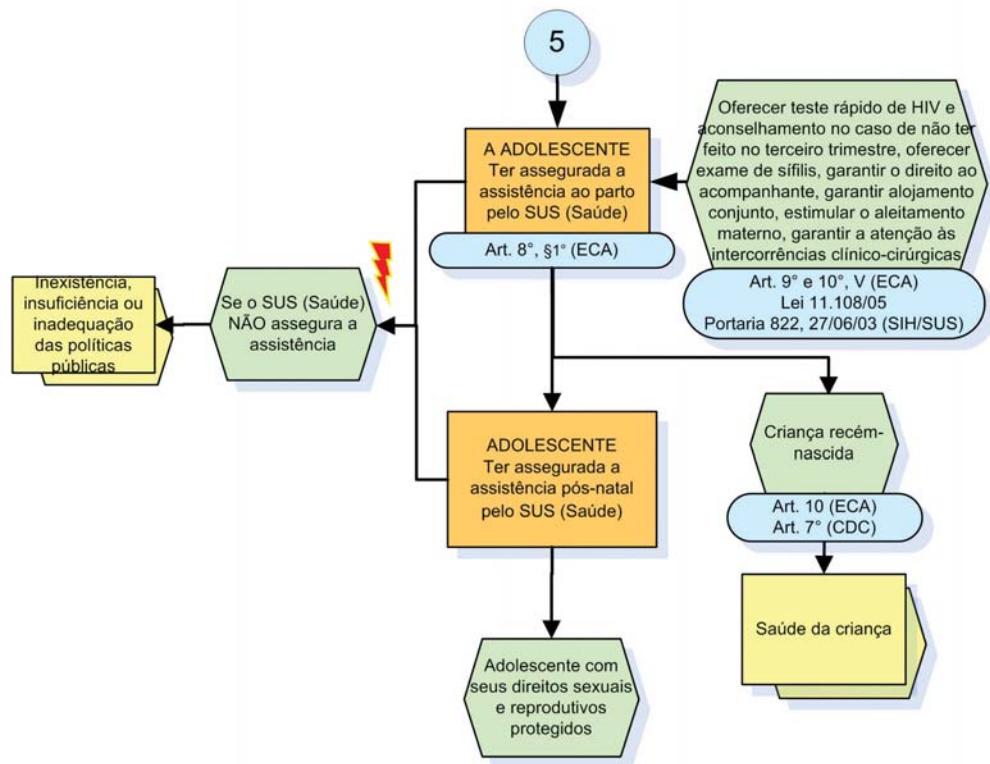 5
Oferecer teste rápido de HIV e
aconselhamento no caso de não ter
feito no terceiro trimestre, oferecer
exame de sífilis, garantir o direito ao
acompanhante, garantir alojamento
conjunto, estimular o aleitamento
materno, garantir a atenção às
intercorrências clínico-cirúrgicas
Art. 9° e 10°, V (ECA)
Lei 11.108/05
Portaria 822, 27/06/03 (SIH/SUS)
A ADOLESCENTE
Ter assegurada a
assistência ao parto
pelo SUS (Saúde)
Art. 8°, §1° (ECA)
Se o SUS (Saúde)
NÃO assegura a
assistência
Inexistência,
insuficiência ou
inadequação
das políticas
públicas
ADOLESCENTE
Ter assegurada a
assistência pós-natal
pelo SUS (Saúde)
Criança recém-
nascida
Art. 10 (ECA)
Art. 7° (CDC)
Saúde da criança
Adolescente com
seus direitos sexuais
e reprodutivos
protegidos